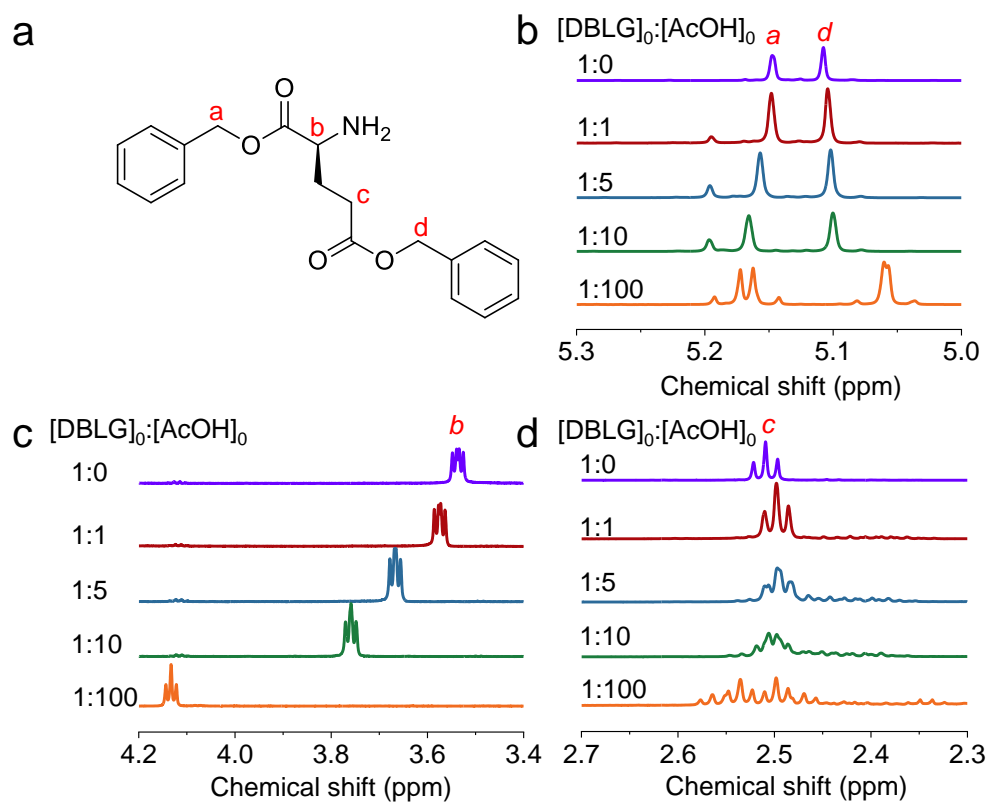 a
O
a
b
NH₂
O
c
O
d
O
b
[DBLG]₀:[AcOH]₀
a
d
1:0
1:1
1:5
1:10
1:100
5.3 5.2 5.1 5.0
Chemical shift (ppm)
c
[DBLG]₀:[AcOH]₀
b
1:0
1:1
1:5
1:10
1:100
4.2 4.0 3.8 3.6 3.4
Chemical shift (ppm)
d
[DBLG]₀:[AcOH]₀
c
1:0
1:1
1:5
1:10
1:100
2.7 2.6 2.5 2.4 2.3
Chemical shift (ppm)